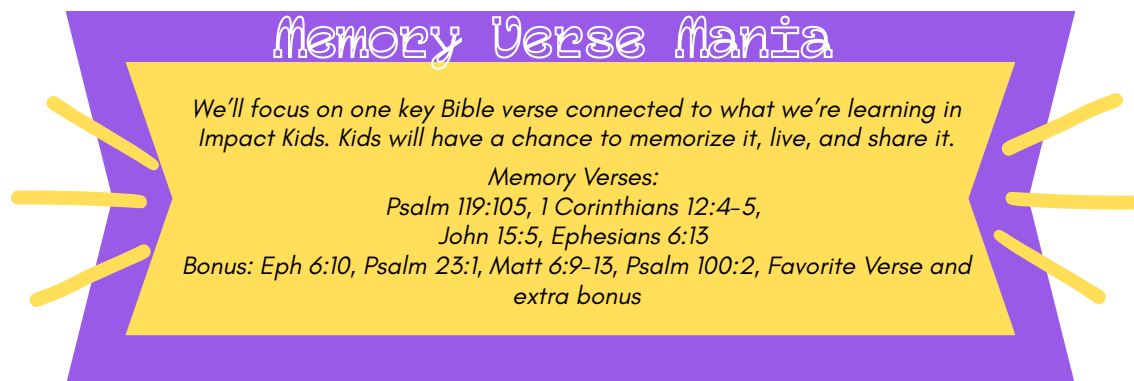 Memory Verse Mania
We'll focus on one key Bible verse connected to what we're learning in
Impact Kids. Kids will have a chance to memorize it, live, and share it.
Memory Verses:
Psalm 119:105, 1 Corinthians 12:4-5,
John 15:5, Ephesians 6:13
Bonus: Eph 6:10, Psalm 23:1, Matt 6:9-13, Psalm 100:2, Favorite Verse and
extra bonus